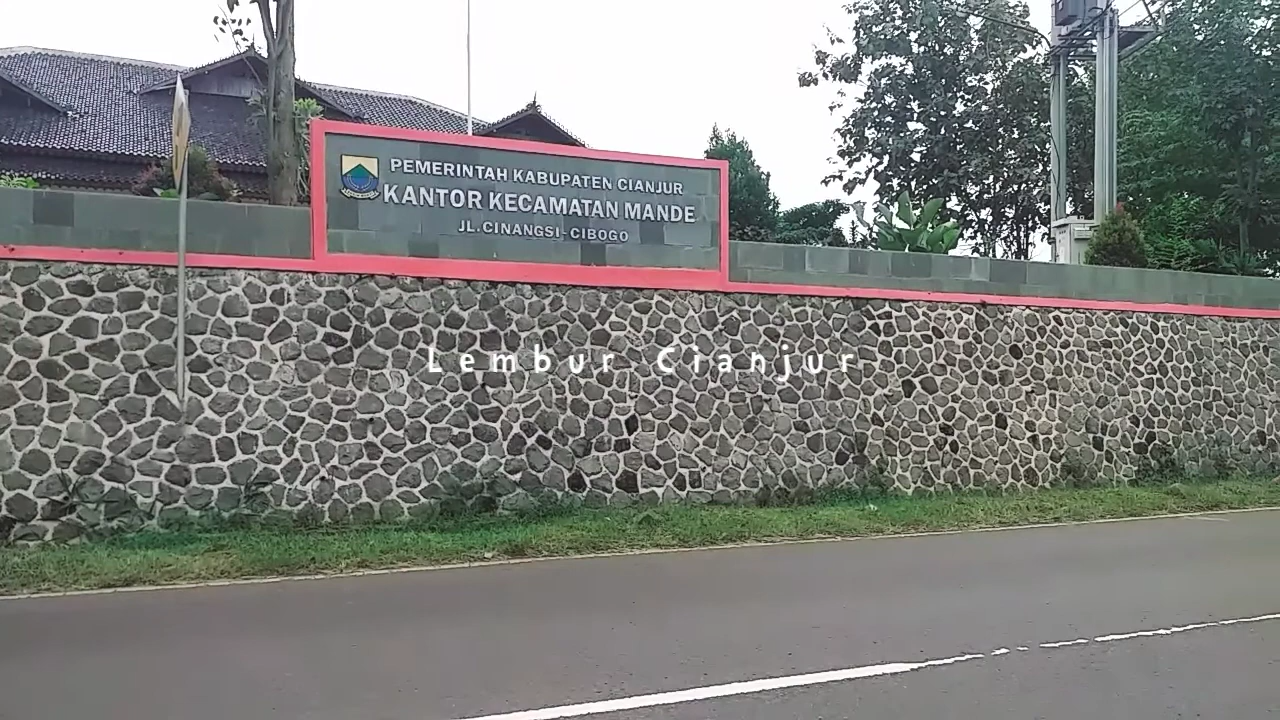 PEMERINTAH KABUPATEN CIANJUR
KANTOR KECAMATAN MANDE
JL. CINANGSI-CIBOGO
Lembur Cianjur